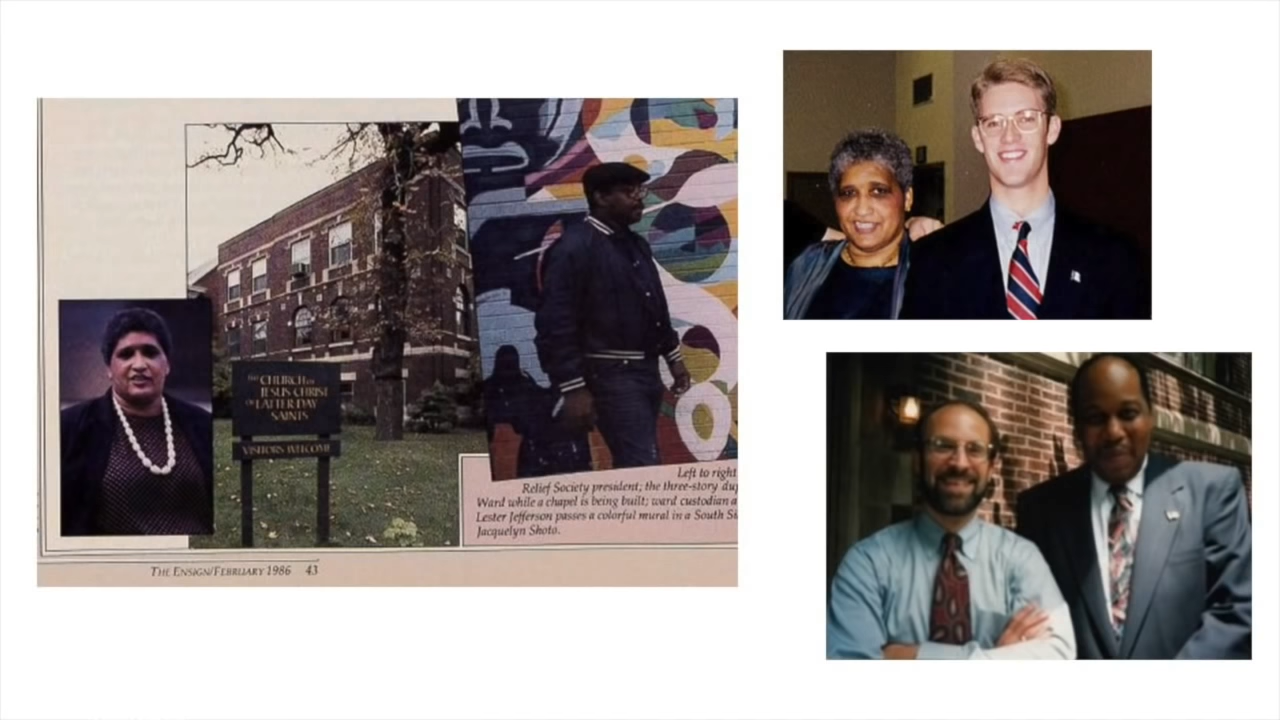 THE CHURCH OF
JESUS CHRIST
OF LATTER DAY
SAINTS
VISITORS WELCOME
Left to right
Relief Society president; the three-story du
Ward while a chapel is being built; ward custodian a
Lester Jefferson passes a colorful mural in a South Si
Jacquelyn Shoto.
THE ENSIGN/FEBRUARY 1986 43